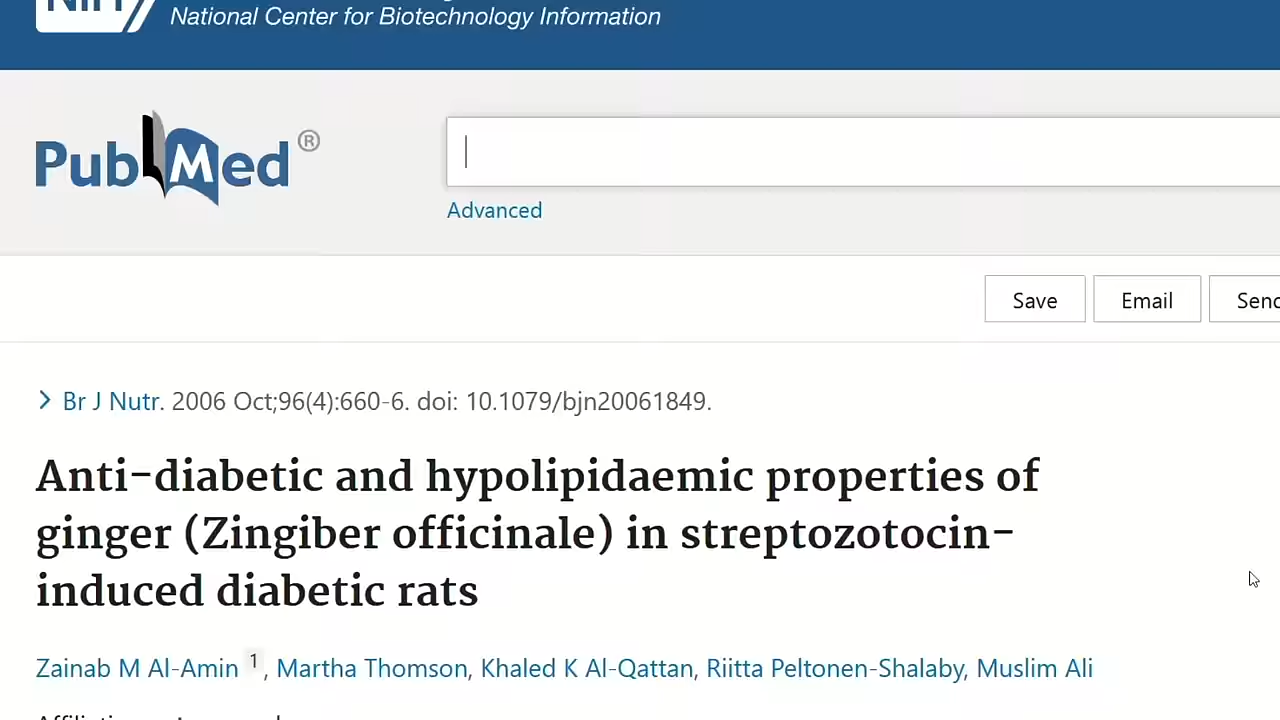 National Center for Biotechnology Information
PubMed®
Advanced
Save Email
Br J Nutr. 2006 Oct;96(4):660-6. doi: 10.1079/bjn20061849.
Anti-diabetic and hypolipidaemic properties of
ginger (Zingiber officinale) in streptozotocin-
induced diabetic rats
Zainab M Al-Amin 1, Martha Thomson, Khaled K Al-Qattan, Riitta Peltonen-Shalaby, Muslim Ali